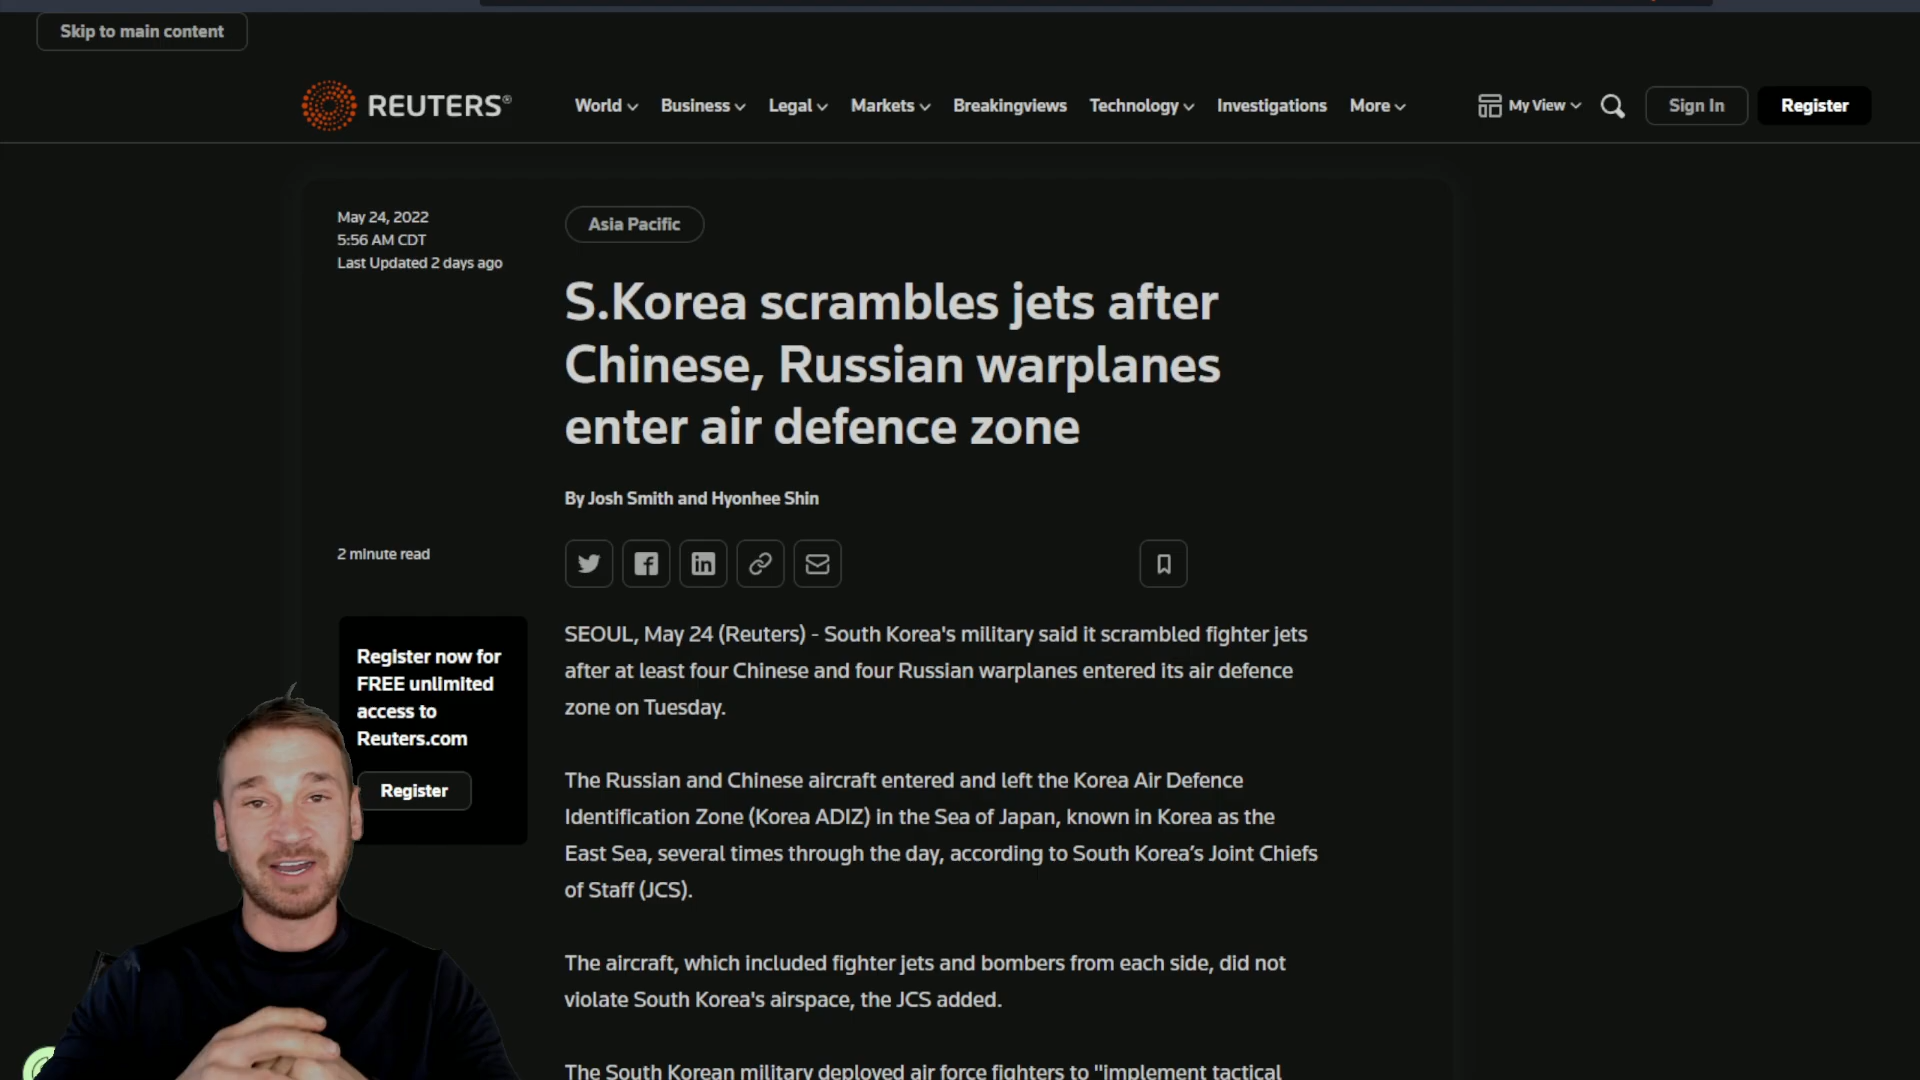 Skip to main content
REUTERS®
World Business Legal Markets Breakingviews Technology Investigations More My View Sign In Register
May 24, 2022
5:56 AM CDT
Last Updated 2 days ago
Asia Pacific
S.Korea scrambles jets after
Chinese, Russian warplanes
enter air defence zone
By Josh Smith and Hyonhee Shin
2 minute read
Register now for
FREE unlimited
access to
Reuters.com
Register
SEOUL, May 24 (Reuters) - South Korea's military said it scrambled fighter jets
after at least four Chinese and four Russian warplanes entered its air defence
zone on Tuesday.
The Russian and Chinese aircraft entered and left the Korea Air Defence
Identification Zone (Korea ADIZ) in the Sea of Japan, known in Korea as the
East Sea, several times through the day, according to South Korea’s Joint Chiefs
of Staff (JCS).
The aircraft, which included fighter jets and bombers from each side, did not
violate South Korea's airspace, the JCS added.
The South Korean military deployed air force fighters to "implement tactical